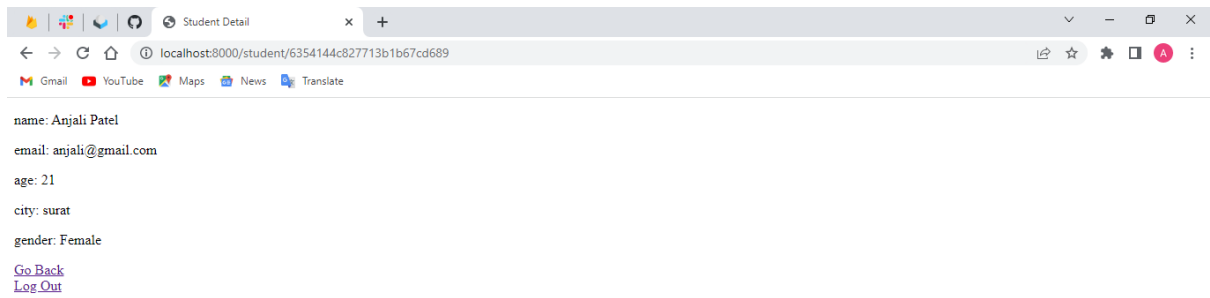 Student Detail
localhost:8000/student/6354144c827713b1b67cd689
A
Gmail YouTube Maps News Translate
name: Anjali Patel
email: anjali@gmail.com
age: 21
city: surat
gender: Female
Go Back
Log Out